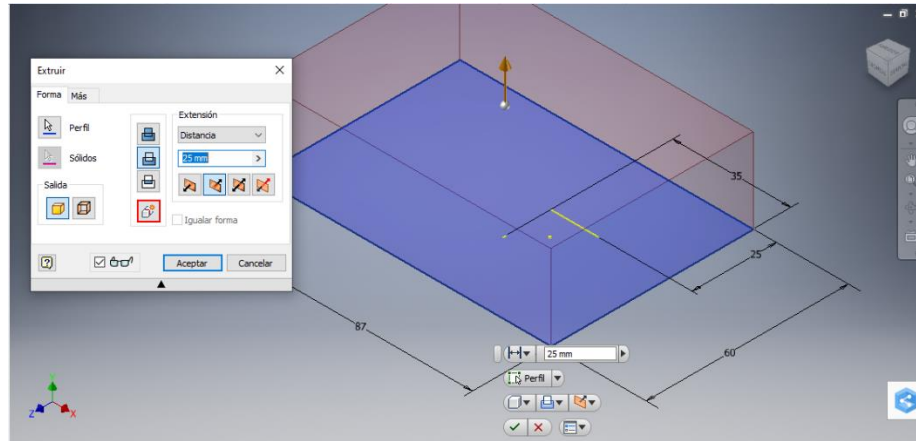 Extruir
Forma Más
Perfil
Sólidos
Salida
Extensión
Distancia
25 mm
Igualar forma
Aceptar Cancelar
35
25
87
60
25 mm
Perfil
Y
Z X